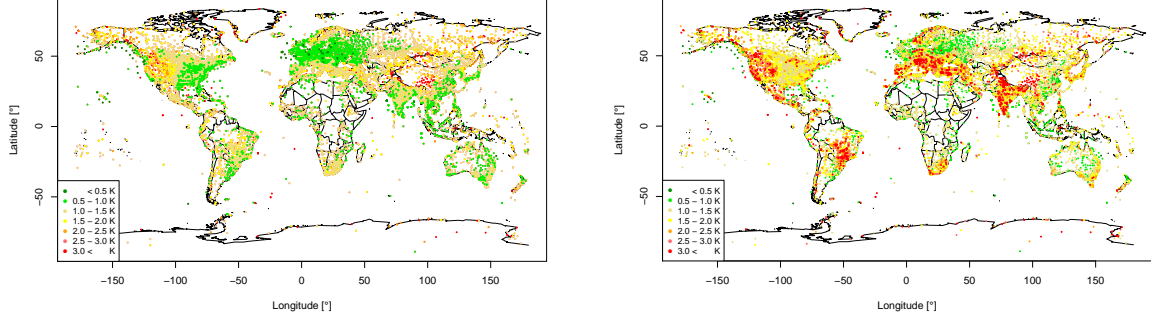 50
0
−50
Latitude [°]
< 0.5 K
0.5 − 1.0 K
1.0 − 1.5 K
1.5 − 2.0 K
2.0 − 2.5 K
2.5 − 3.0 K
3.0 < K
−150 −100 −50 0 50 100 150
Longitude [°]
50
0
−50
Latitude [°]
< 0.5 K
0.5 − 1.0 K
1.0 − 1.5 K
1.5 − 2.0 K
2.0 − 2.5 K
2.5 − 3.0 K
3.0 < K
−150 −100 −50 0 50 100 150
Longitude [°]